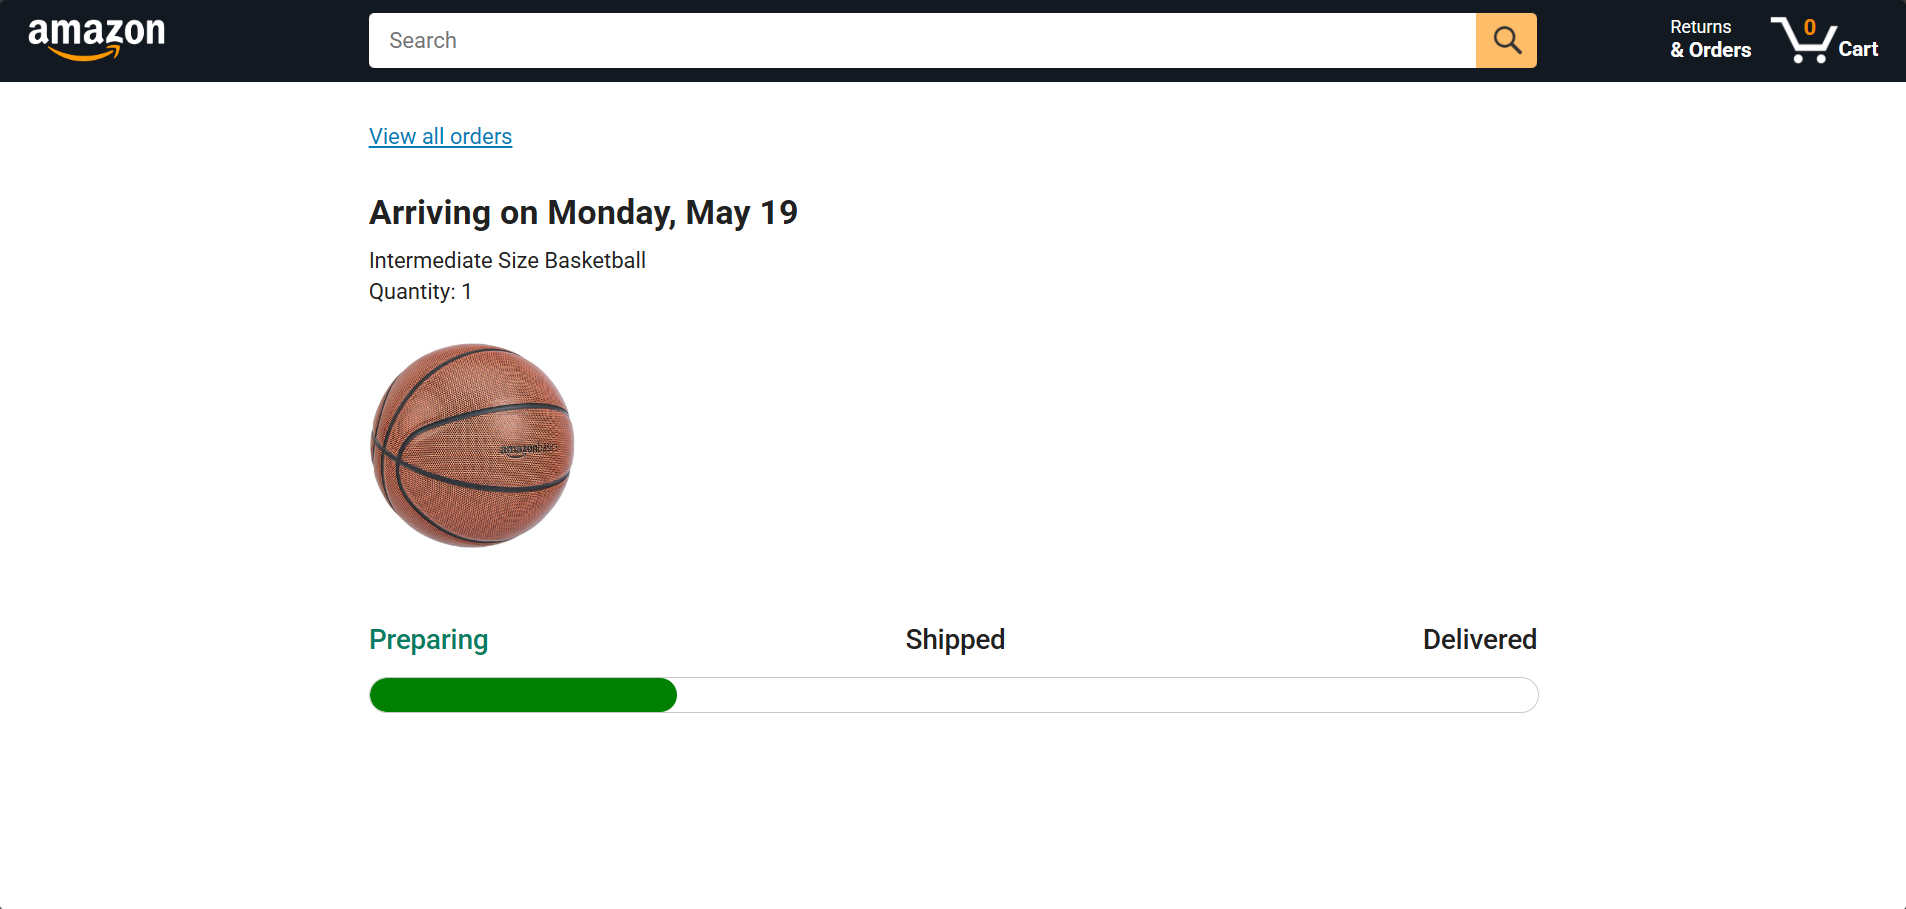 amazon
Search
Returns
& Orders
0
Cart
View all orders
Arriving on Monday, May 19
Intermediate Size Basketball
Quantity: 1
amazonbasics
Preparing
Shipped
Delivered